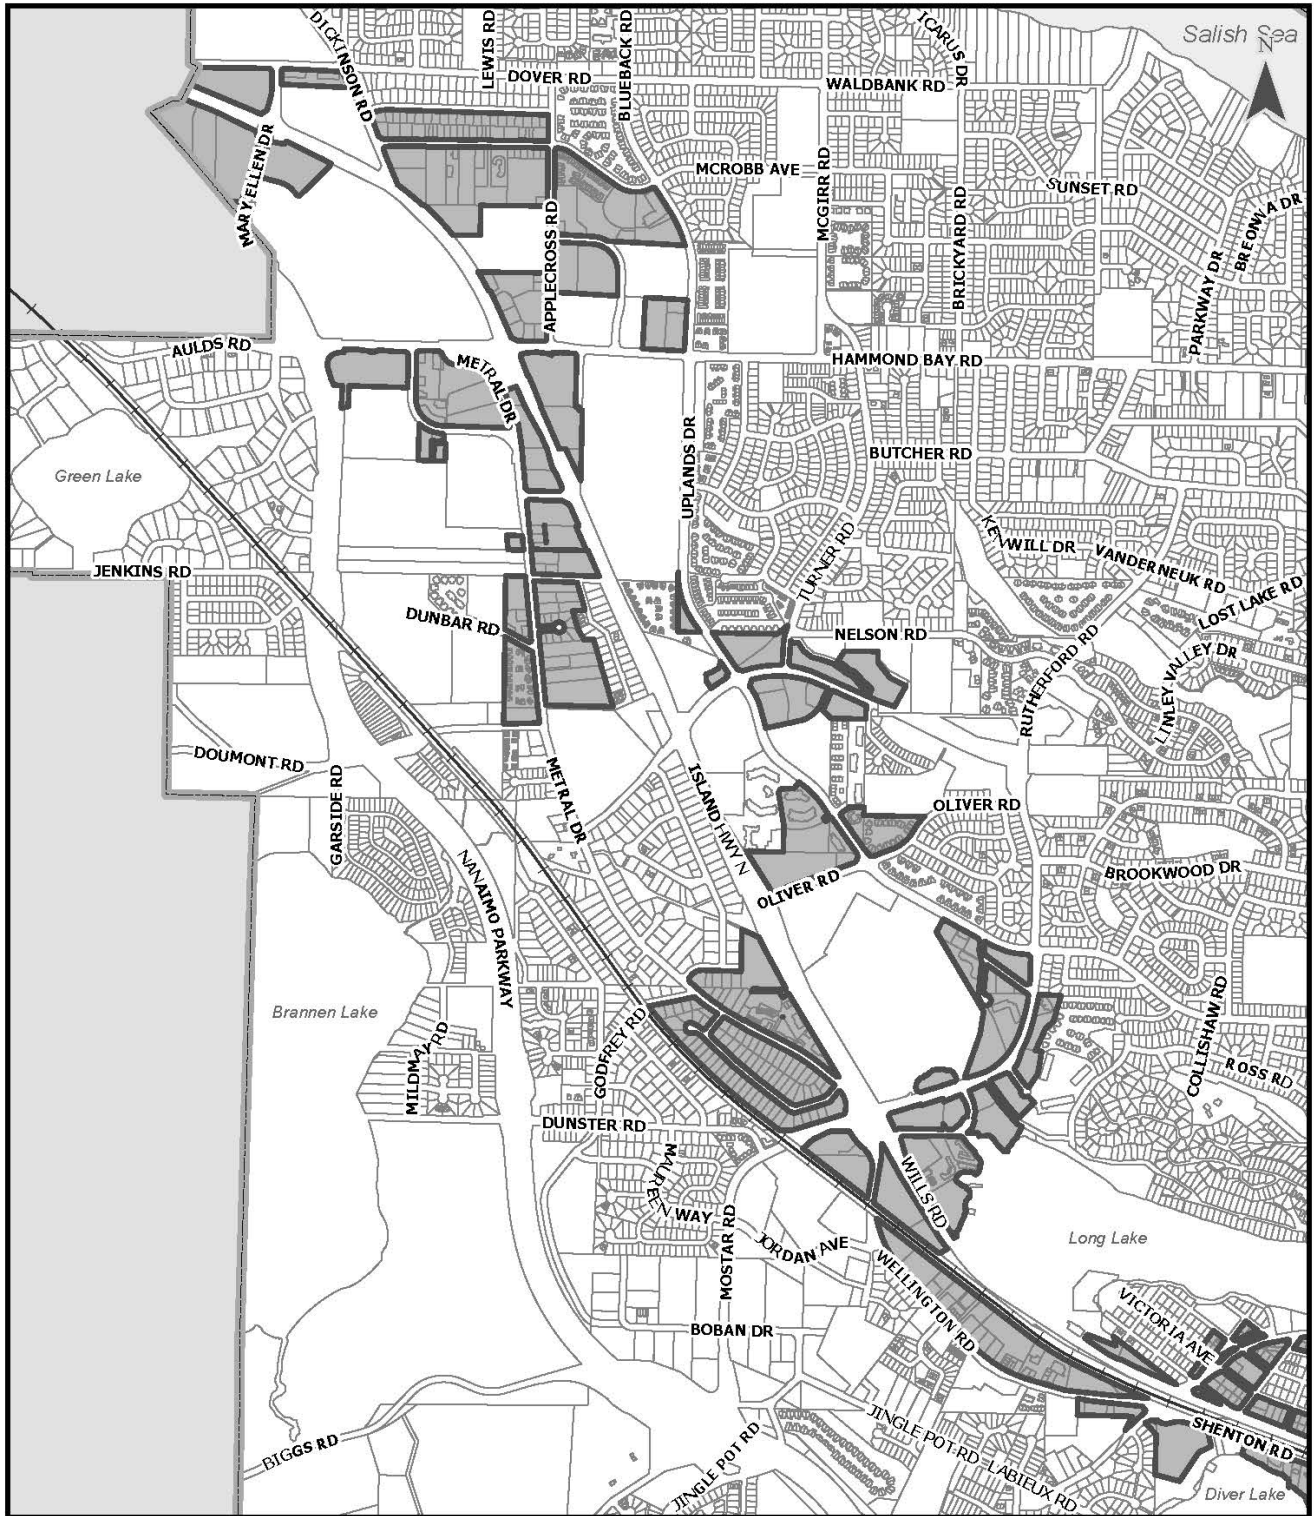 DICKINSON RD
LEWIS RD
BLUEBACK RD
ICARUS DR
Salish Sea
N
DOVER RD
WALDBANK RD
MARY ELLEN DR
MCROBB AVE
MCGIRR RD
SUNSET RD
APPLECROSS RD
BRICKYARD RD
BREONNA DR
PARKWAY DR
AULDS RD
METRAL DR
HAMMOND BAY RD
Green Lake
UPLANDS DR
BUTCHER RD
KENWILL DR
VANDERNEUK RD
TURNER RD
JENKINS RD
LOST LAKE RD
DUNBAR RD
NELSON RD
RUTHERFORD RD
LINLEY VALLEY DR
DOUMONT RD
GARSIDE RD
METRAL DR
ISLAND HWY N
OLIVER RD
NANAIMO PARKWAY
OLIVER RD
BROOKWOOD DR
Brannen Lake
MILDMAY RD
GODFREY RD
COLLISHAW RD
ROSS RD
DUNSTER RD
MAUREEN WAY
WILLS RD
MOSTAR RD
JORDAN AVE
Long Lake
WELLINGTON RD
VICTORIA AVE
BOBAN DR
BIGGS RD
JINGLE POT RD
JINGLE POT RD
LABIEUX RD
SHENTON RD
Diver Lake